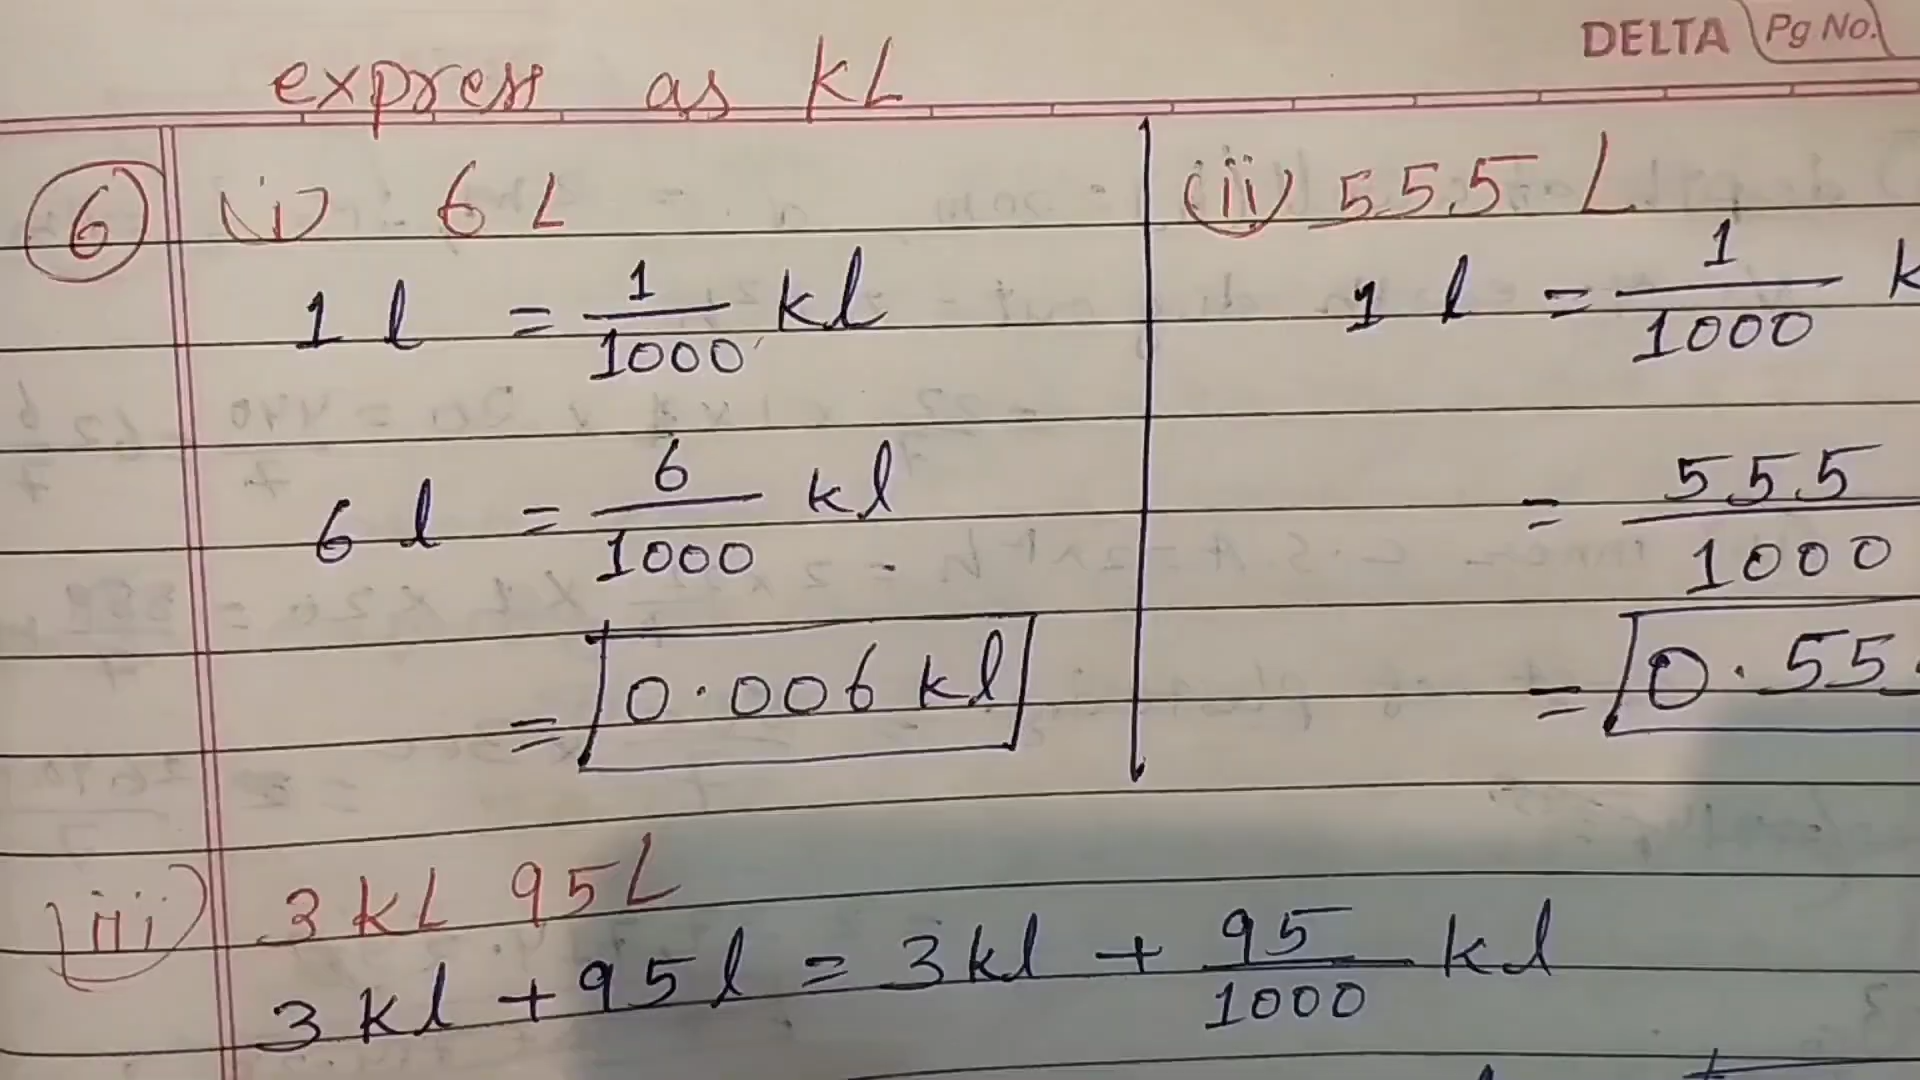 DELTA Pg No.
express as KL
6 (i) 6 L
1 l = 1/1000 kl
6 l = 6/1000 kl
= 0.006 kl
(ii) 555 L
1 l = 1/1000 k
= 555/1000
= 0.55
(iii) 3 KL 95 L
3 kl + 95 l = 3 kl + 95/1000 kl